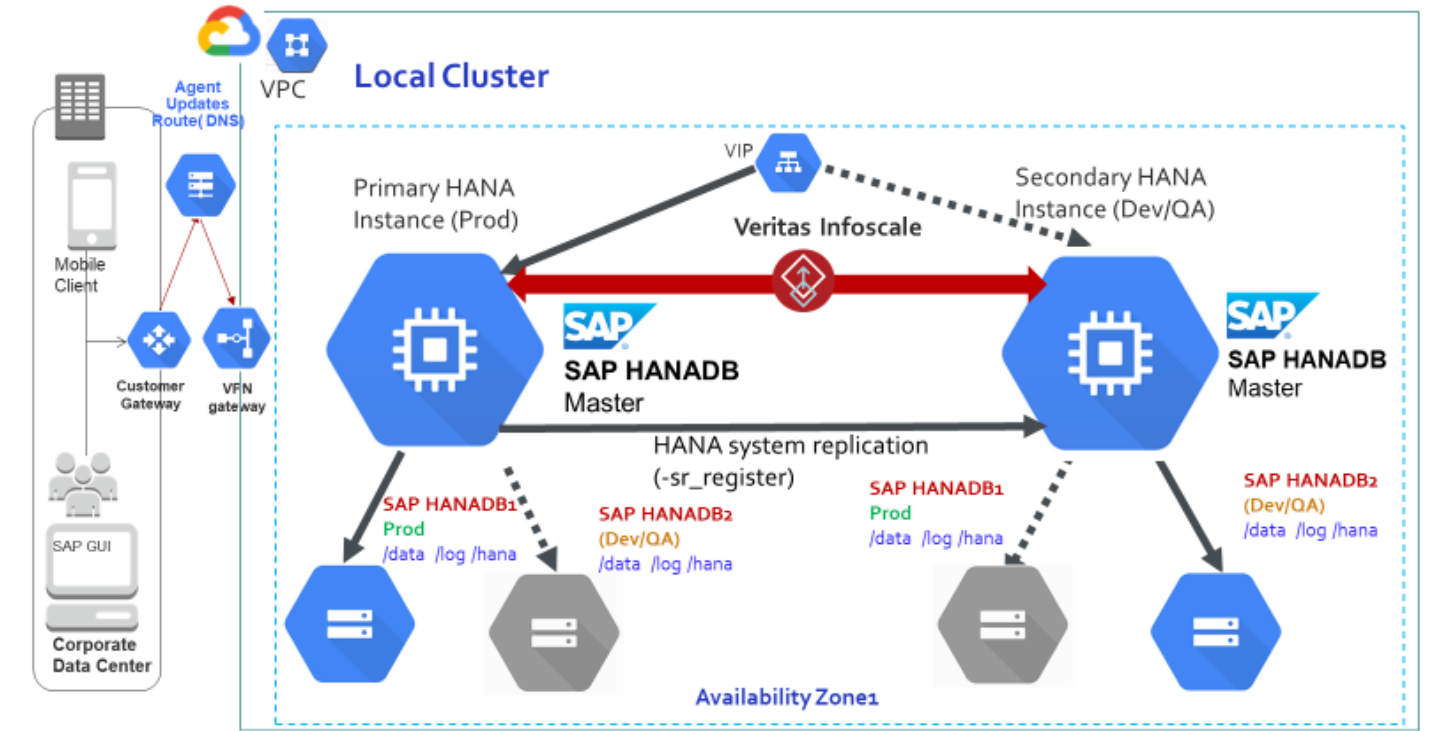 Agent
Updates
Route(DNS)
VPC
Local Cluster
Mobile
Client
Customer
Gateway
VPN
gateway
SAP GUI
Corporate
Data Center
VIP
Primary HANA
Instance (Prod)
Secondary HANA
Instance (Dev/QA)
Veritas Infoscale
SAP
SAP HANADB
Master
SAP
SAP HANADB
Master
HANA system replication
(-sr_register)
SAP HANADB1
Prod
/data /log /hana
SAP HANADB2
(Dev/QA)
/data /log /hana
SAP HANADB1
Prod
/data /log /hana
SAP HANADB2
(Dev/QA)
/data /log /hana
Availability Zone1